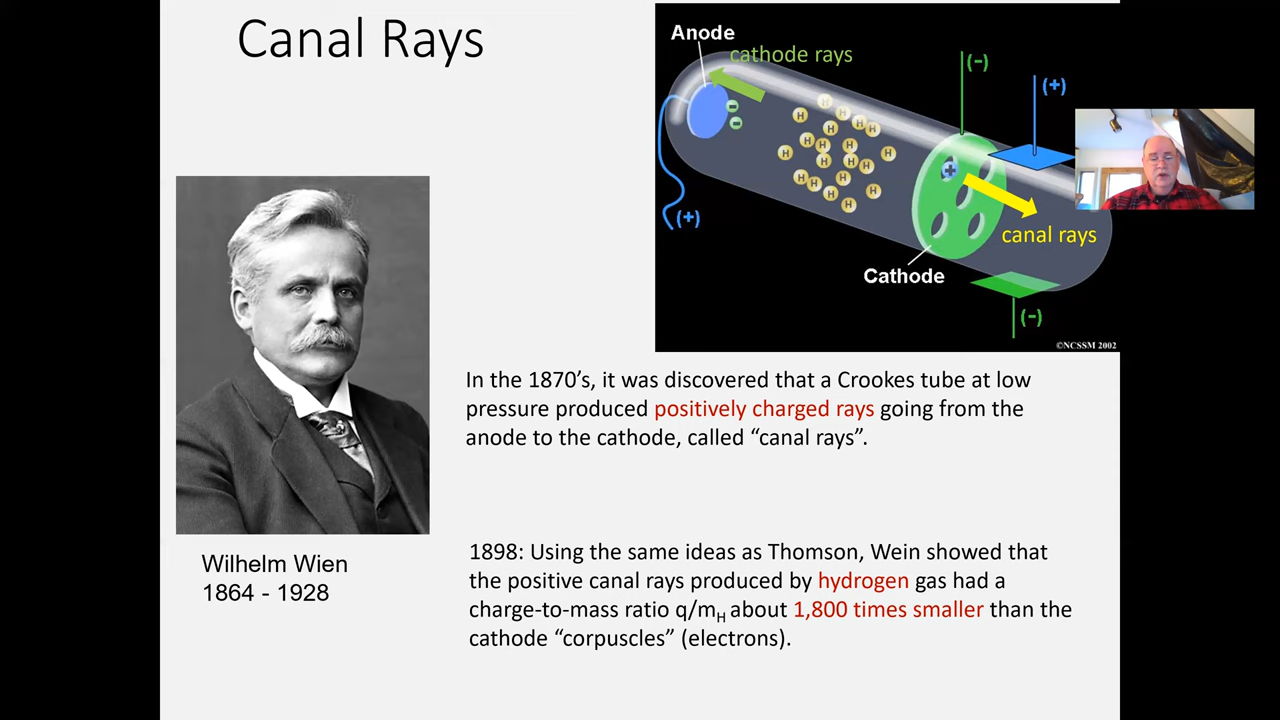 Canal Rays
Anode
cathode rays
(-)
(+)
H H H H H H H H H H H H H H H H H H H H H
(+)
canal rays
Cathode
(-)
©NCSSM 2002
In the 1870’s, it was discovered that a Crookes tube at low
pressure produced positively charged rays going from the
anode to the cathode, called “canal rays”.
Wilhelm Wien
1864 - 1928
1898: Using the same ideas as Thomson, Wein showed that
the positive canal rays produced by hydrogen gas had a
charge-to-mass ratio q/mH about 1,800 times smaller than the
cathode “corpuscles” (electrons).